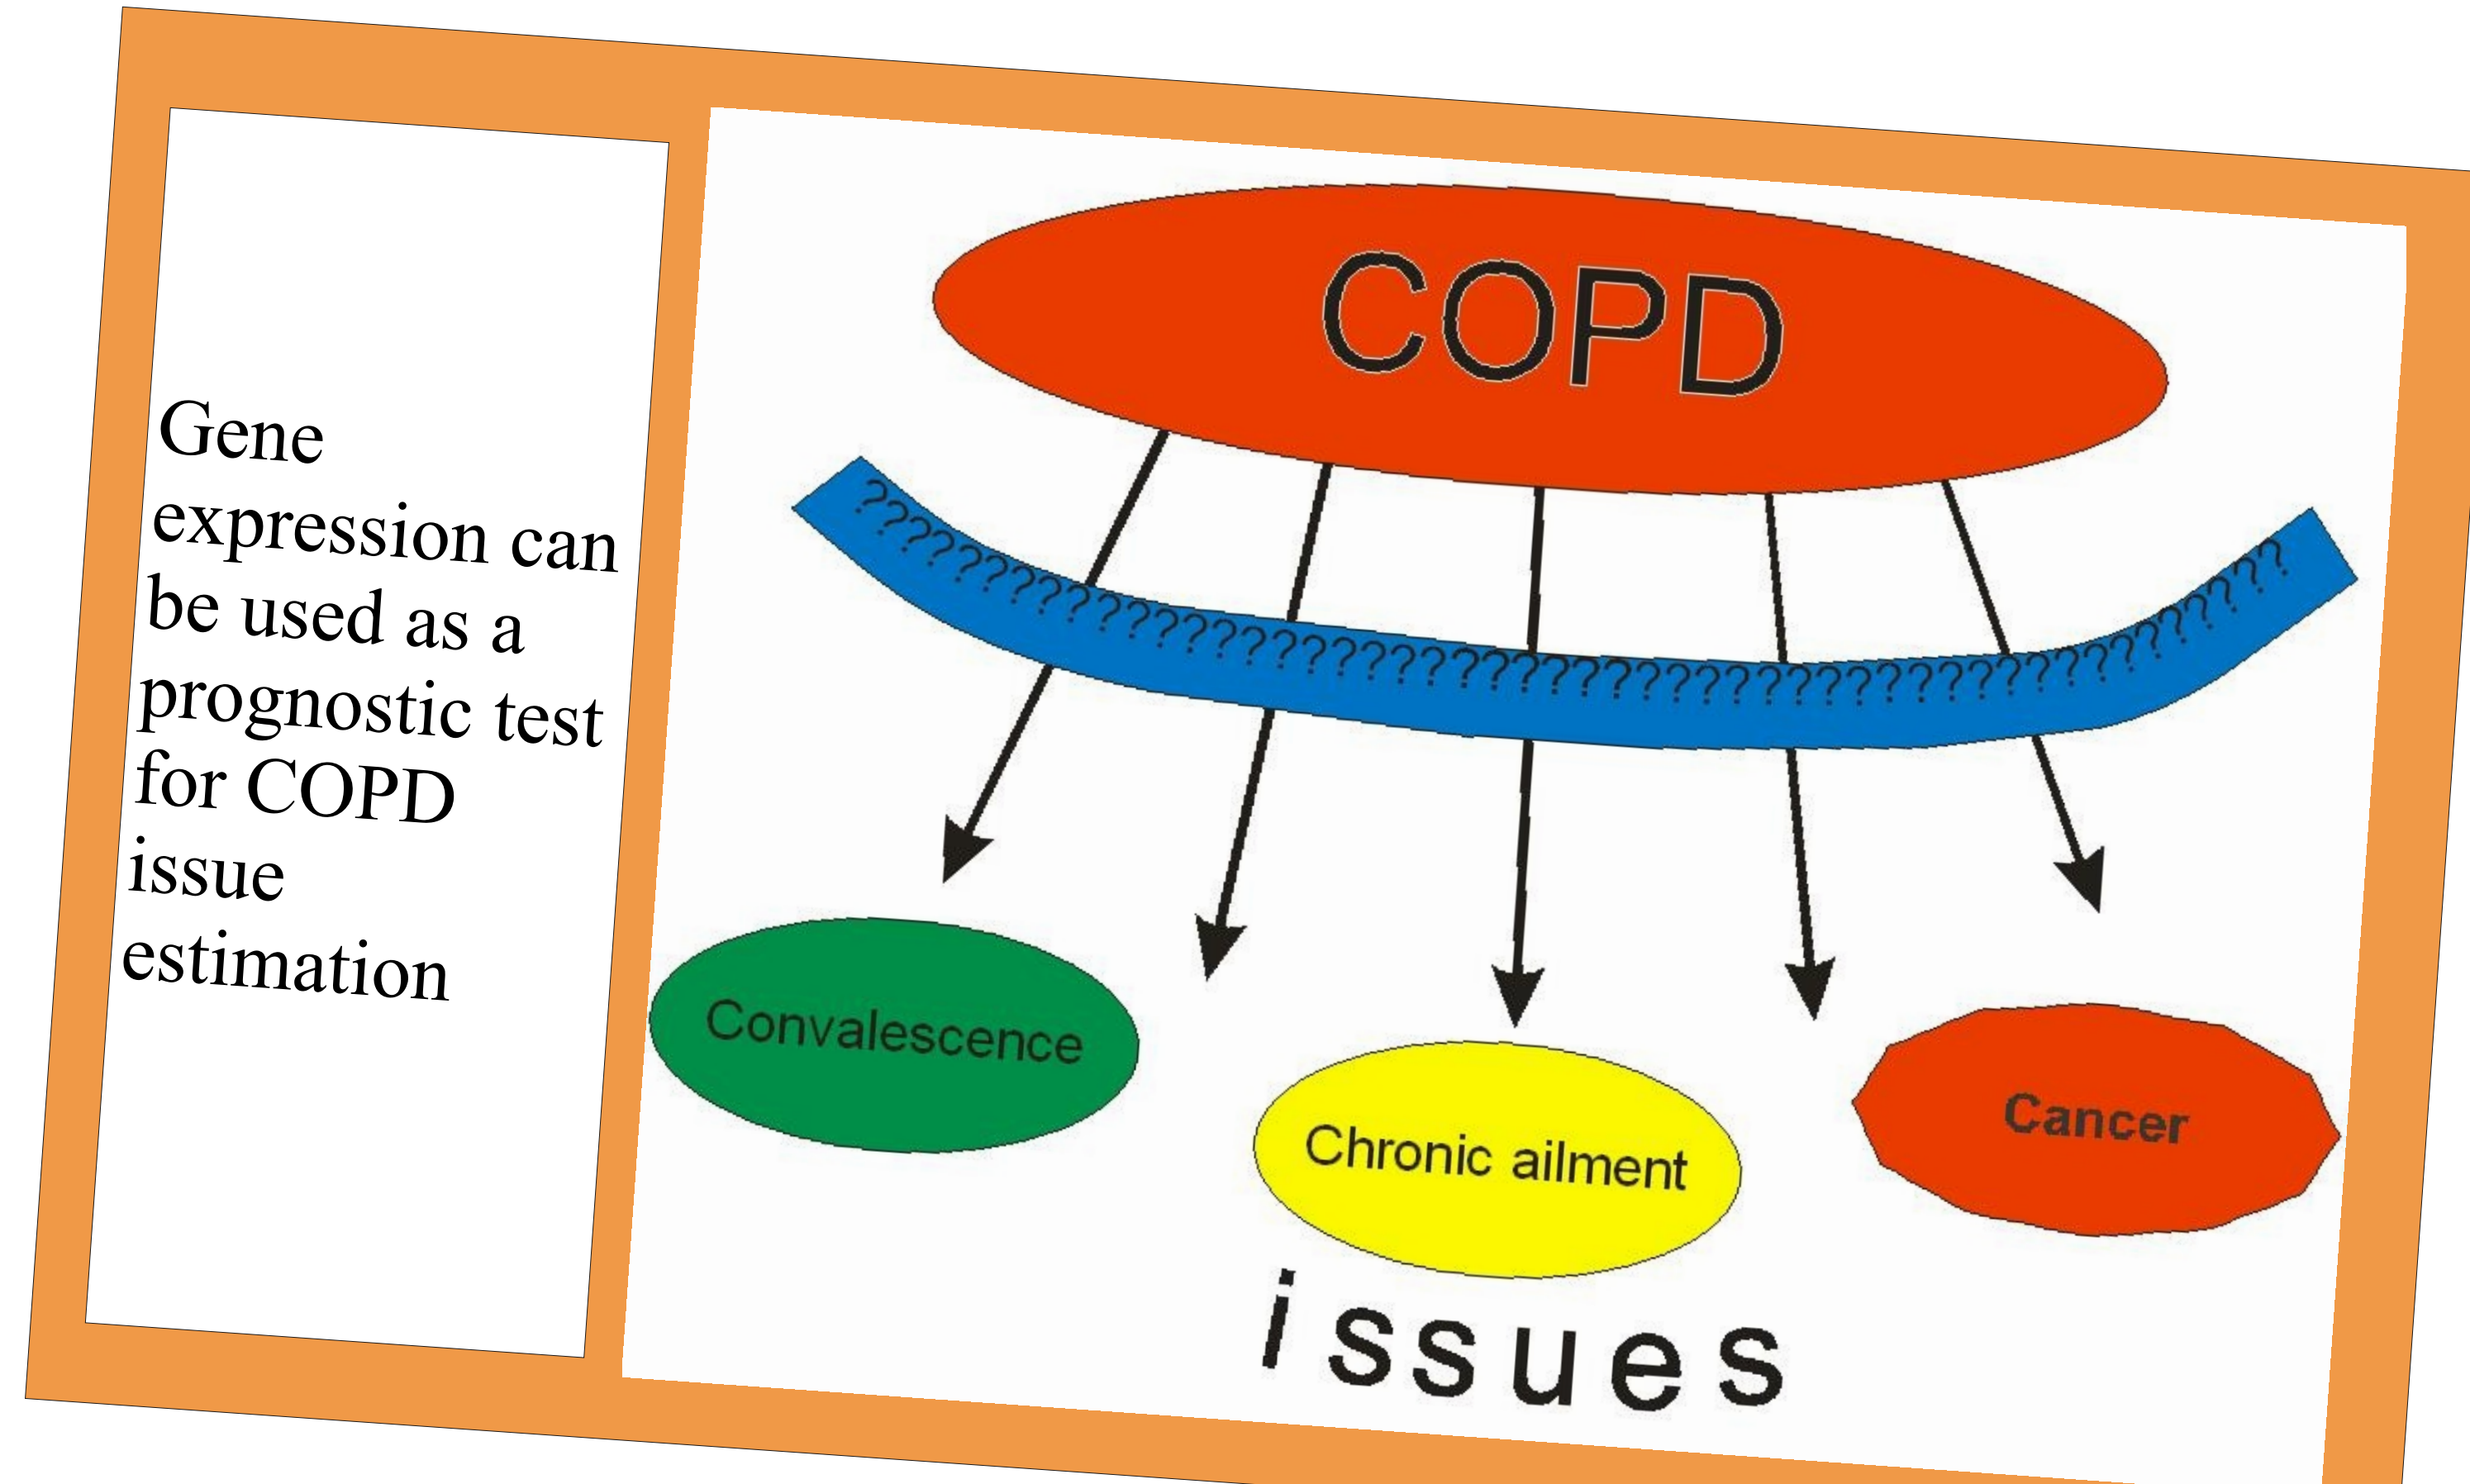 Gene
expression can
be used as a
prognostic test
for COPD
issue
estimation
COPD
??????????????????????????????????????????????????
Convalescence
Chronic ailment
Cancer
issues